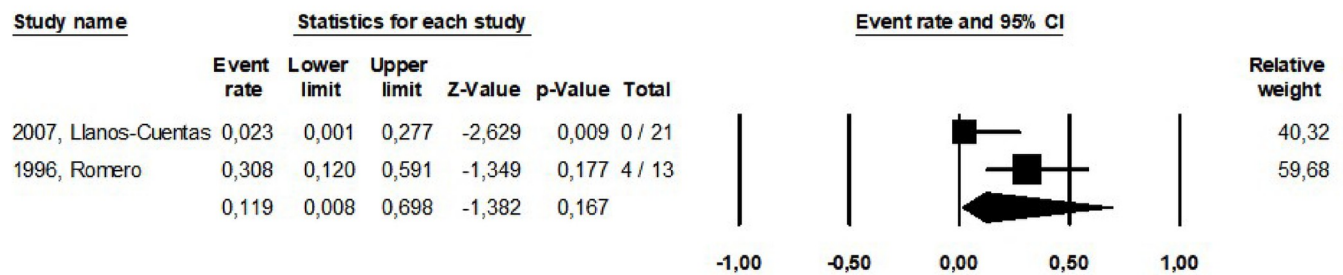 Study name Statistics for each study Event rate and 95% CI
Event Lower Upper Relative
rate limit limit Z-Value p-Value Total weight
2007, Llanos-Cuentas 0,023 0,001 0,277 -2,629 0,009 0 / 21 40,32
1996, Romero 0,308 0,120 0,591 -1,349 0,177 4 / 13 59,68
0,119 0,008 0,698 -1,382 0,167
-1,00 -0,50 0,00 0,50 1,00